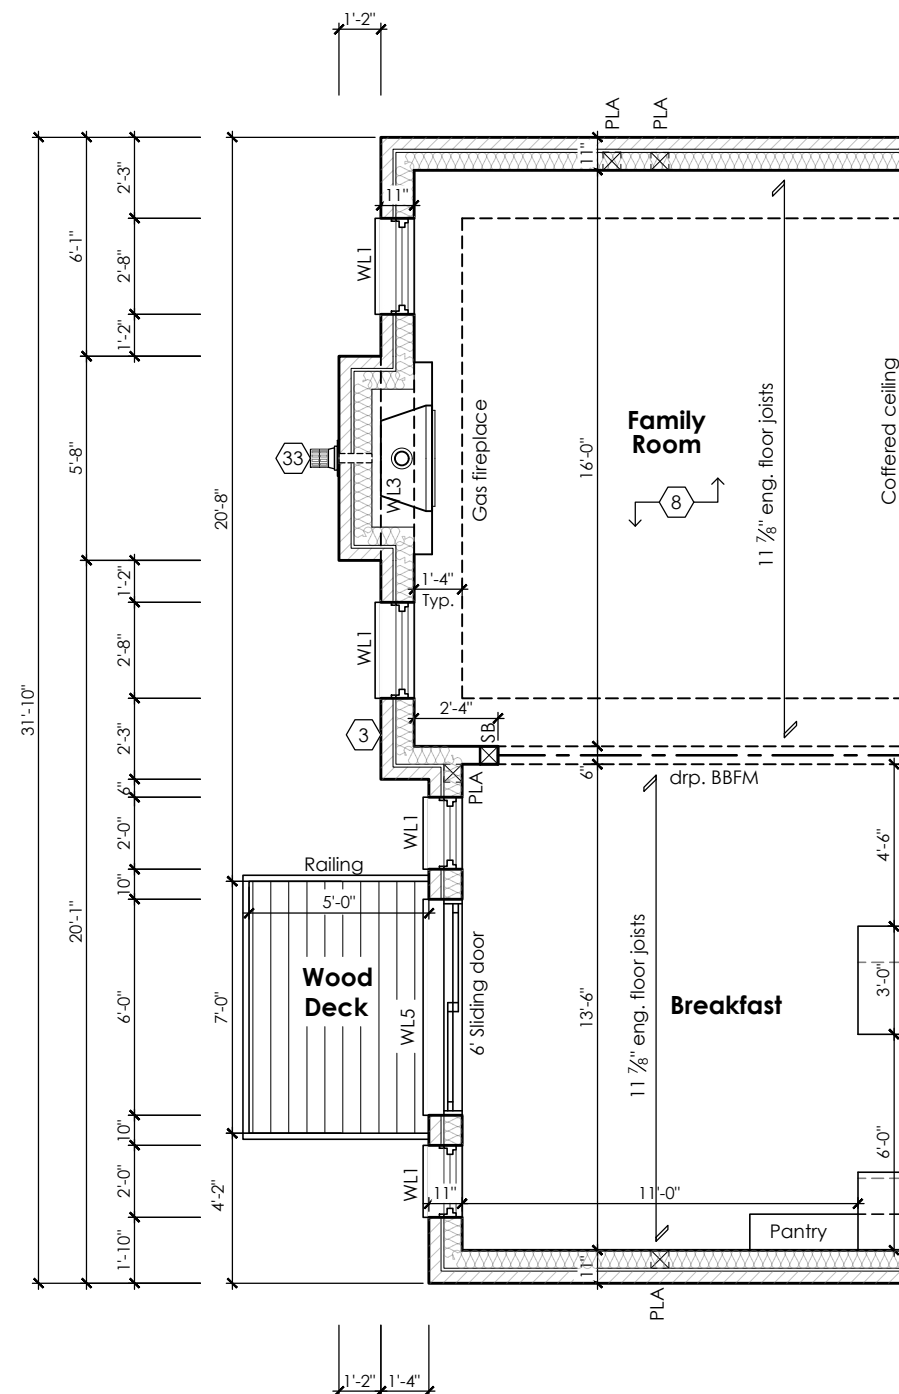 1'-2"
PLA
PLA
11"
2'-3"
11"
6'-1"
WL1
2'-8"
1'-2"
Coffered ceiling
Family
Room
11 ⅞" eng. floor joists
Gas fireplace
5'-8"
33
16'-0"
20'-8"
WL3
8
1'-4"
Typ.
1'-2"
WL1
2'-8"
31'-10"
2'-4"
SB
3
2'-3"
6"
drp. BBFM
PLA
6"
WL1
2'-0"
4'-6"
Railing
10"
5'-0"
20'-1"
11 ⅞" eng. floor joists
6' Sliding door
Wood
Deck
Breakfast
3'-0"
6'-0"
7'-0"
WL5
13'-6"
10"
6'-0"
2'-0"
4'-2"
WL1
11"
11'-0"
Pantry
1'-10"
11"
PLA
1'-2"
1'-4"